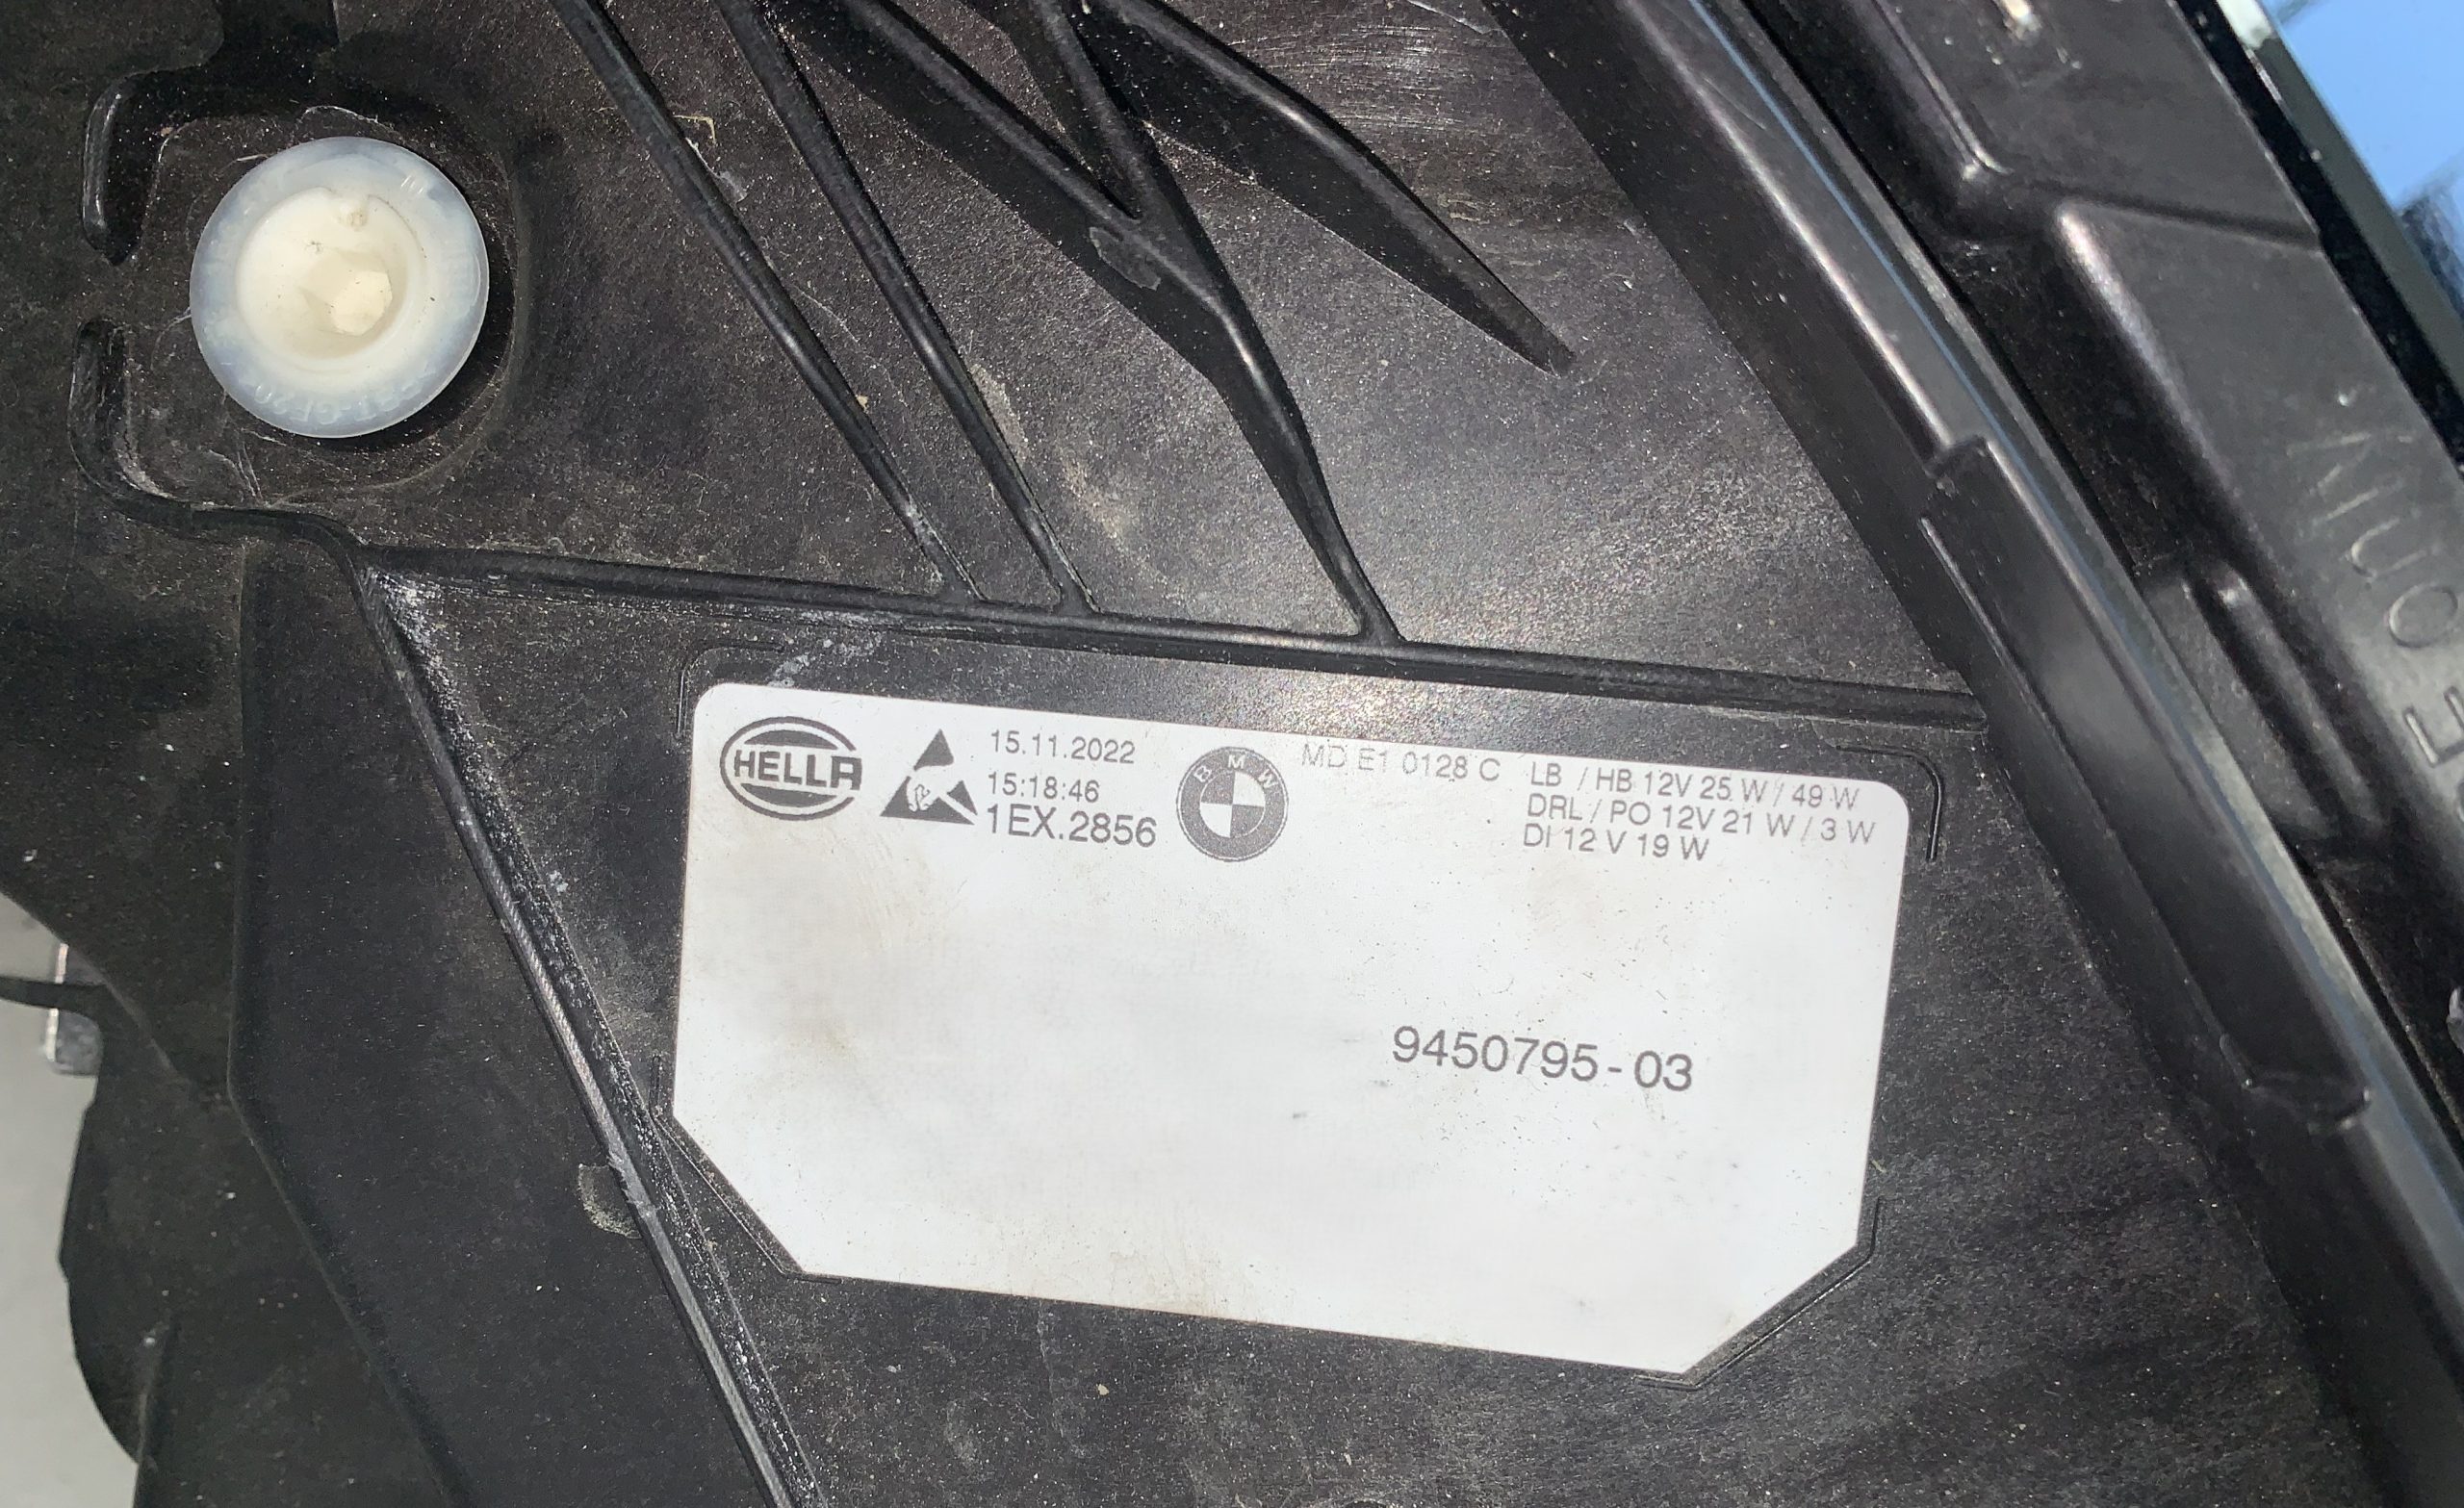 HELLA
15.11.2022
15:18:46
1EX.2856
BMW
MD E1 0128 C
LB / HB 12V 25 W / 49 W
DRL / PO 12V 21 W / 3 W
DI 12 V 19 W
9450795-03